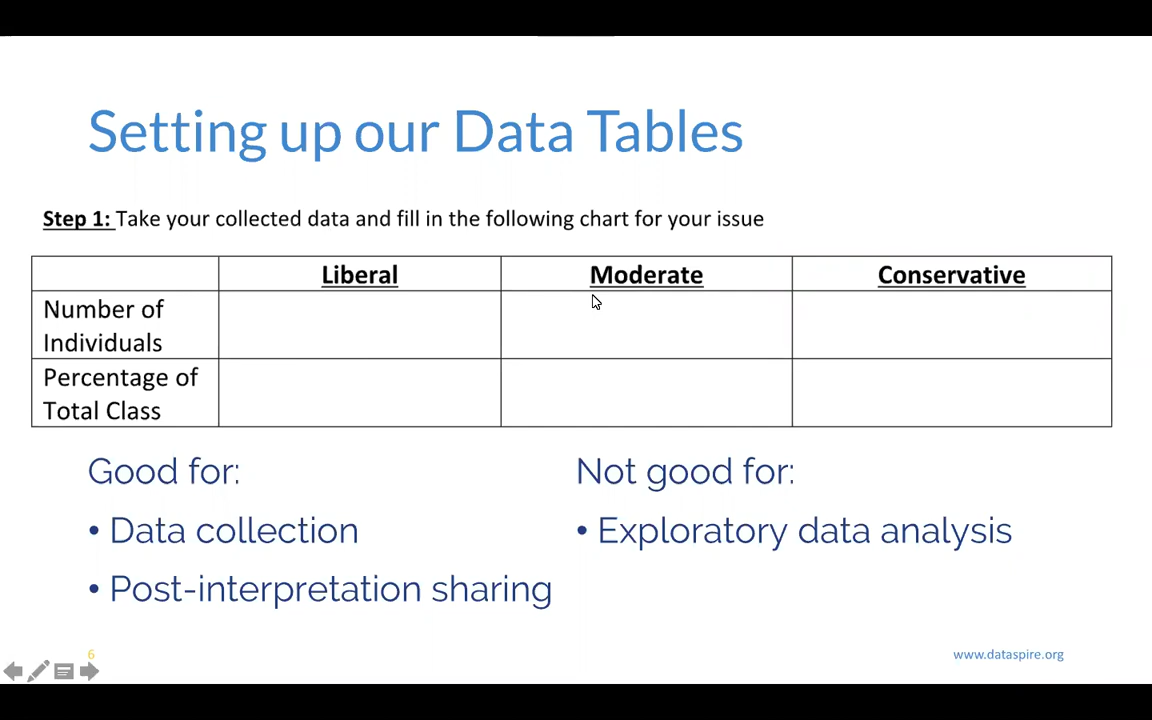 Setting up our Data Tables
Step 1: Take your collected data and fill in the following chart for your issue
Liberal Moderate Conservative
Number of
Individuals
Percentage of
Total Class
Good for:
• Data collection
• Post-interpretation sharing
Not good for:
• Exploratory data analysis
6
www.dataspire.org